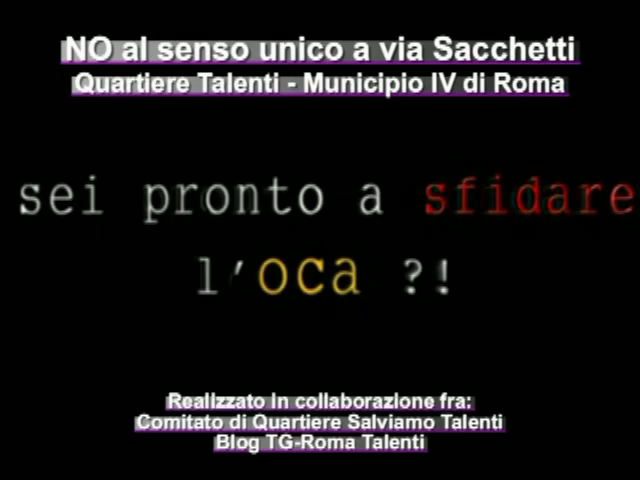 NO al senso unico a via Sacchetti
Quartiere Talenti - Municipio IV di Roma
sei pronto a sfidare
l'oca ?!
Realizzato in collaborazione fra:
Comitato di Quartiere Salviamo Talenti
Blog TG-Roma Talenti